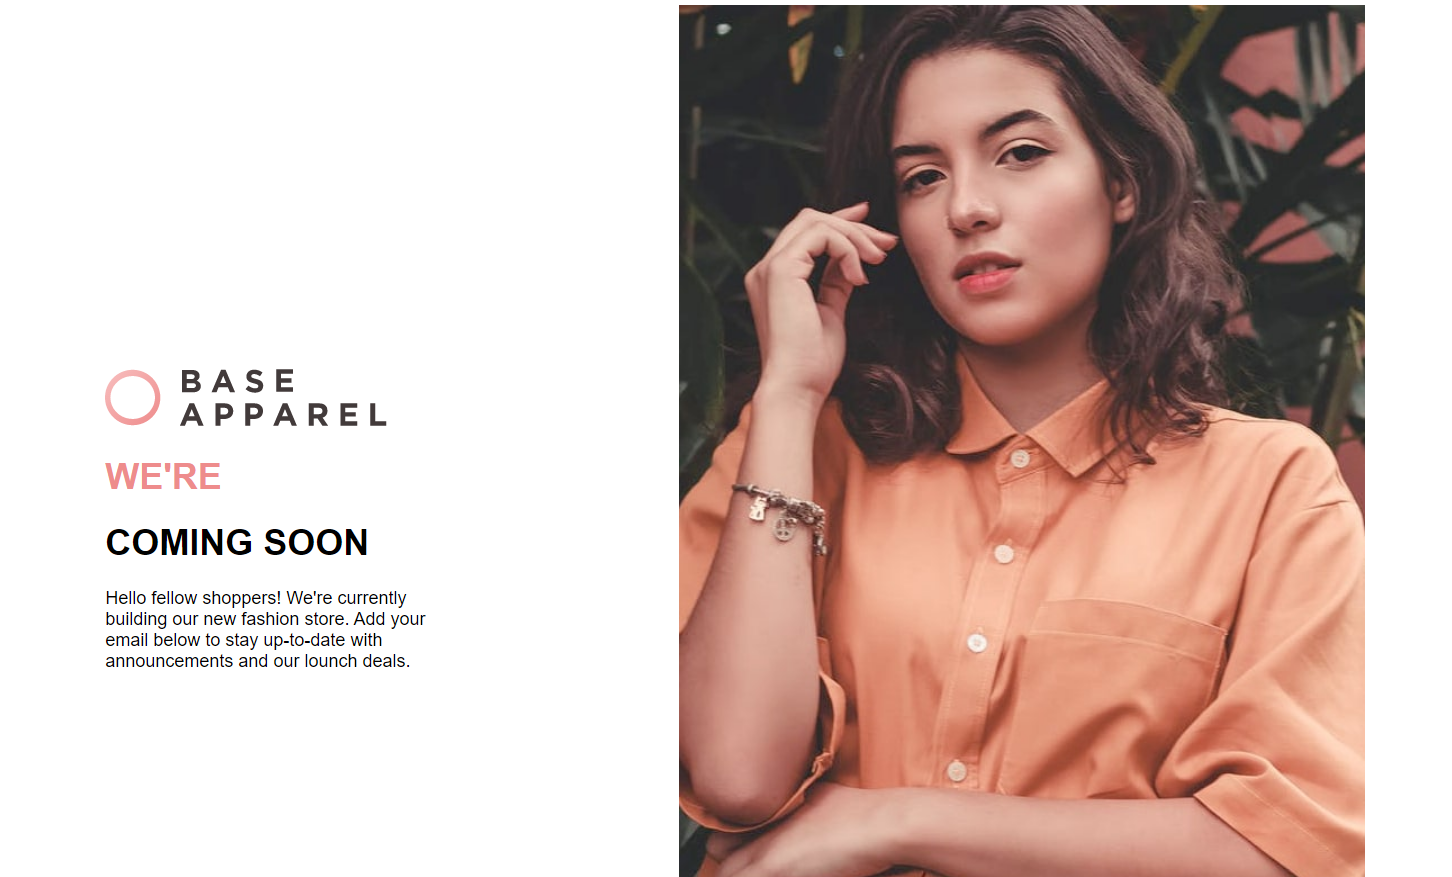 BASE
APPAREL
WE'RE
COMING SOON
Hello fellow shoppers! We're currently
building our new fashion store. Add your
email below to stay up-to-date with
announcements and our lounch deals.